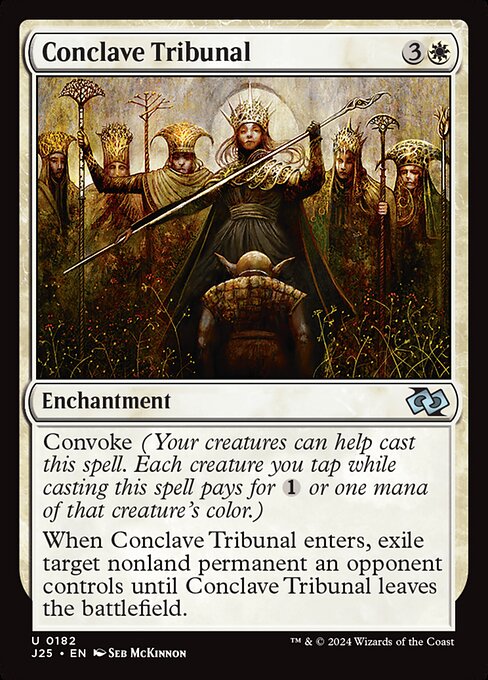 Conclave Tribunal 3
Enchantment
Convoke (Your creatures can help cast
this spell. Each creature you tap while
casting this spell pays for 1 or one mana
of that creature's color.)
When Conclave Tribunal enters, exile
target nonland permanent an opponent
controls until Conclave Tribunal leaves
the battlefield.
U 0182
J25 • EN Seb McKinnon
™ & © 2024 Wizards of the Coast